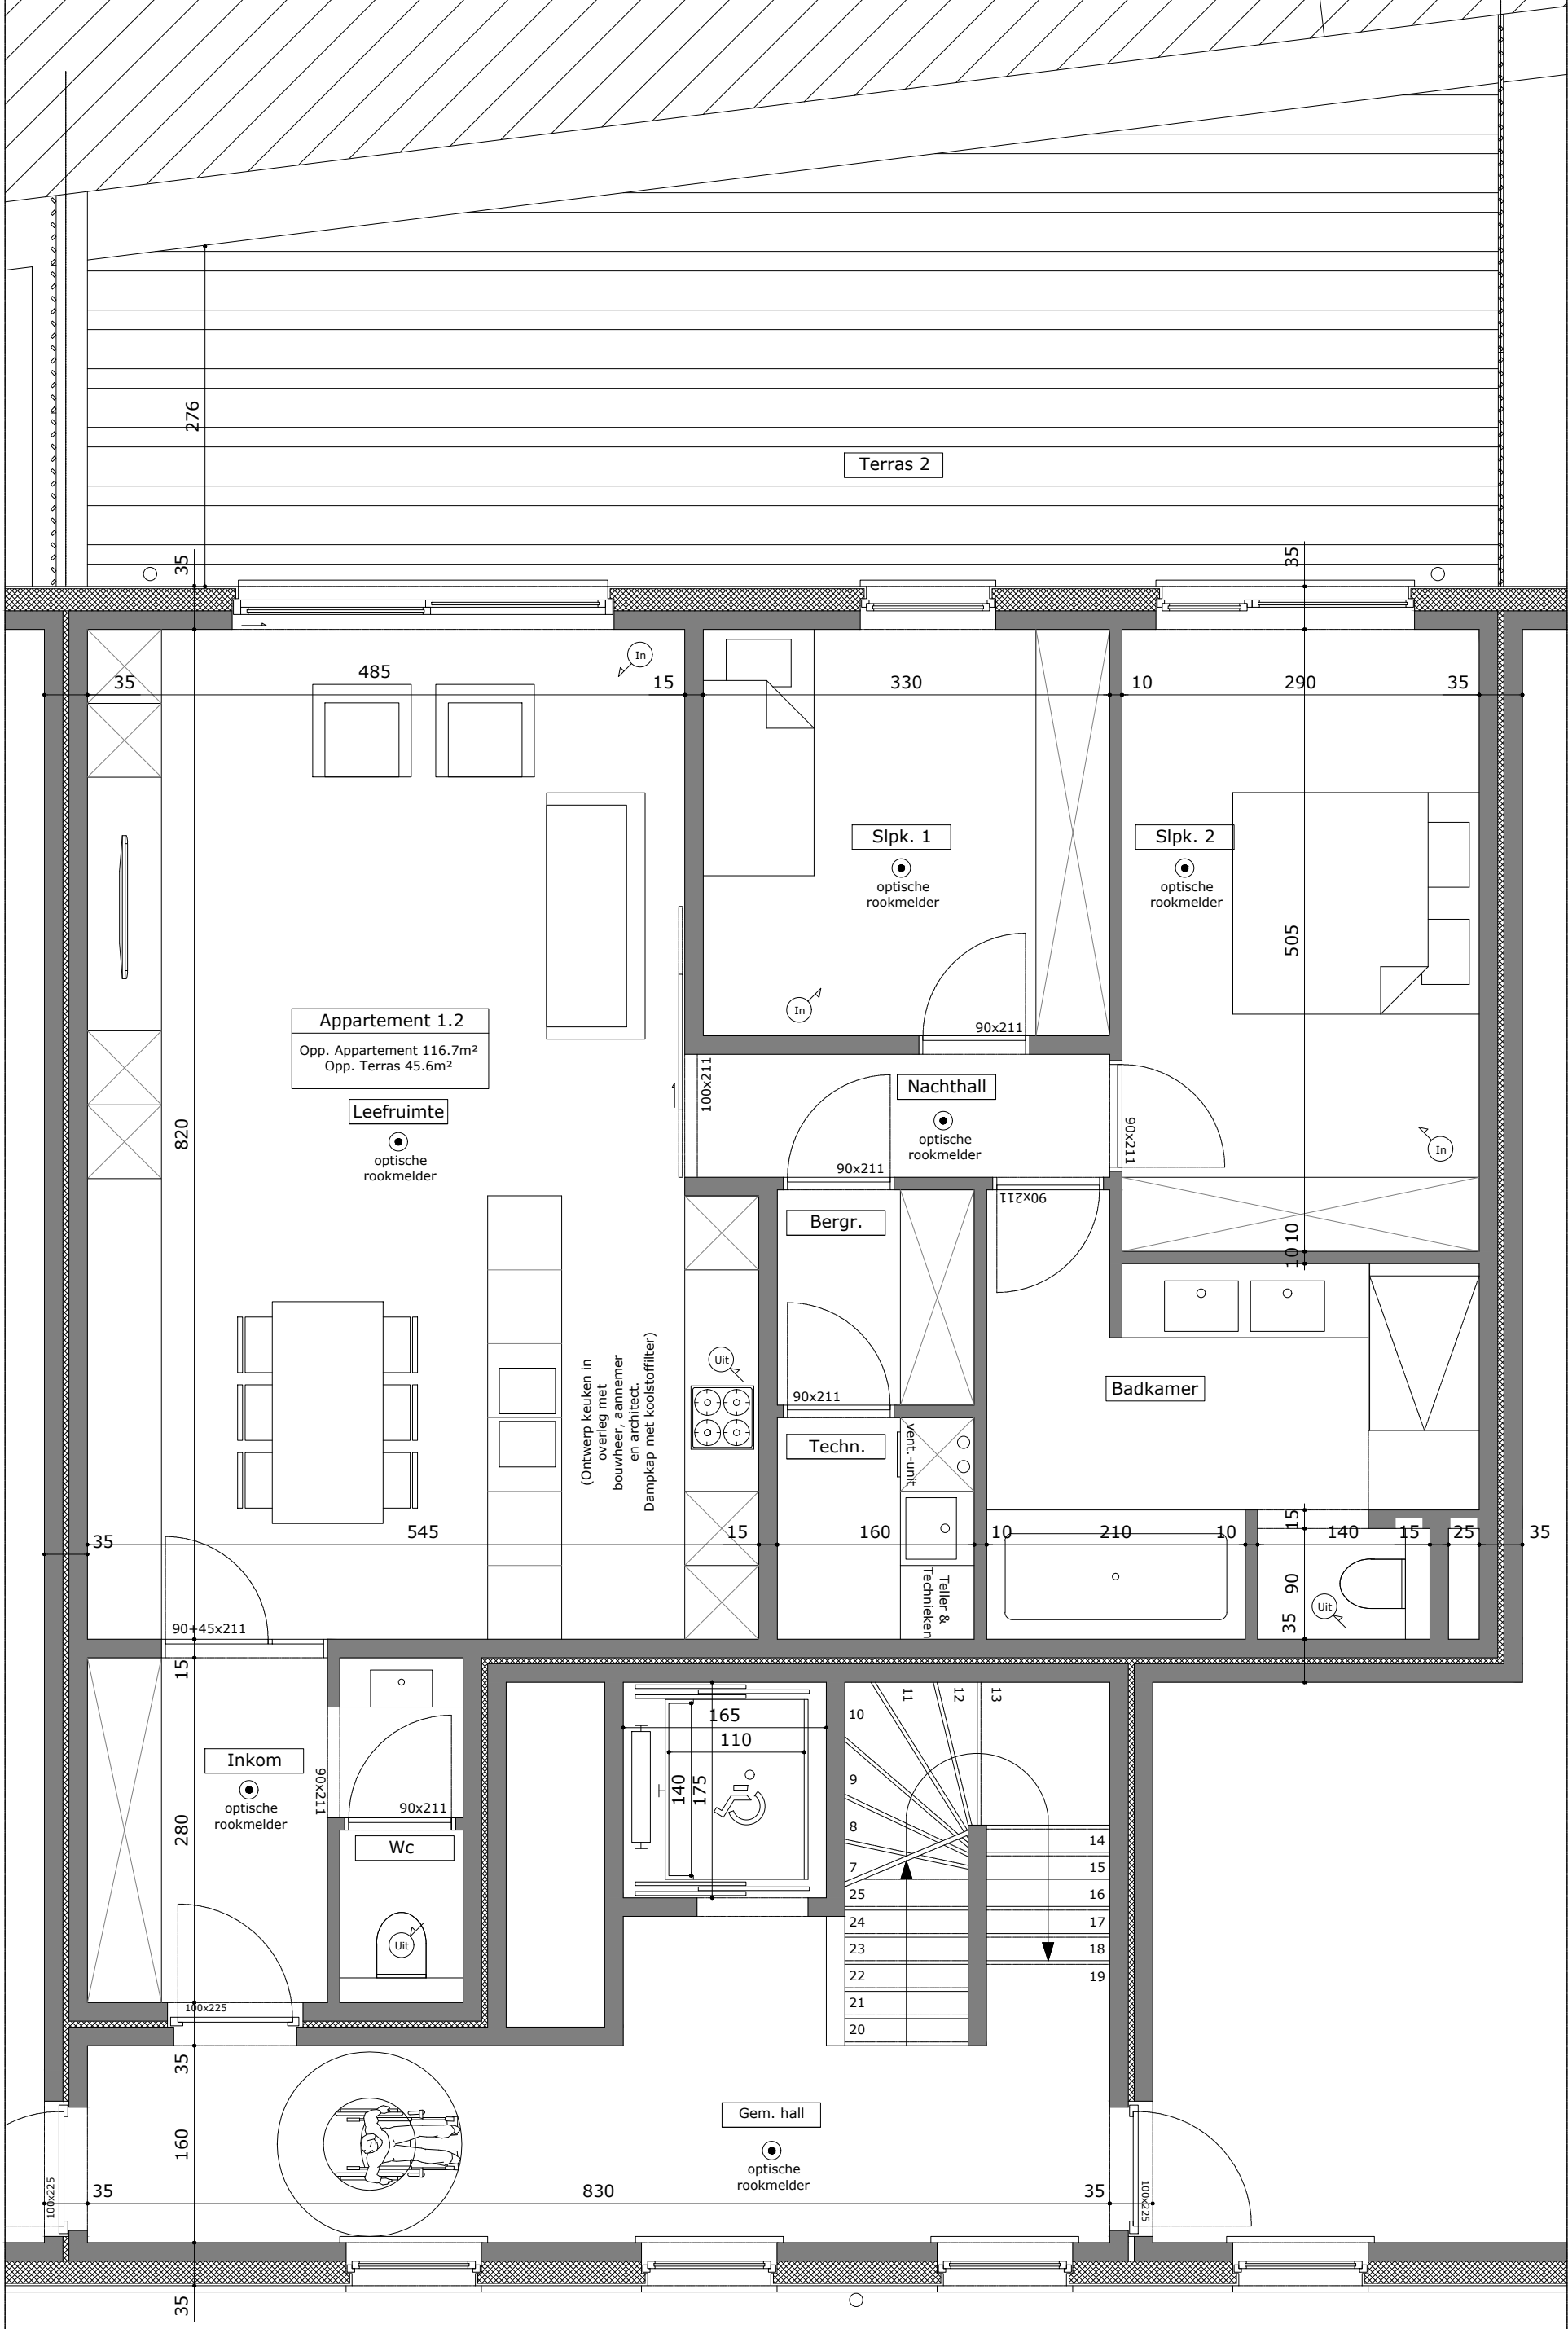 276
Terras 2
35
35
35
485
15
330
10
290
35
In
Slpk. 1
optische
rookmelder
Slpk. 2
optische
rookmelder
505
In
90x211
Appartement 1.2
Opp. Appartement 116.7m²
Opp. Terras 45.6m²
Leefruimte
optische
rookmelder
820
100x211
Nachthall
optische
rookmelder
90x211
90x211
In
90x211
90x211
Bergr.
10
10
(Ontwerp keuken in
overleg met
bouwheer, aannemer
en architect.
Dampkap met koolstoffilter)
Uit
90x211
Techn.
vent.-unit
Badkamer
35
545
15
160
10
210
10
15
140
15
25
35
Teller &
Technieken
90
Uit
35
90+45x211
15
Inkom
optische
rookmelder
280
90x211
90x211
Wc
Uit
165
110
140
175
10
11
12
13
9
8
7
14
15
25
16
24
17
23
18
22
19
21
20
100x225
35
160
Gem. hall
optische
rookmelder
100x225
35
830
35
100x225
35